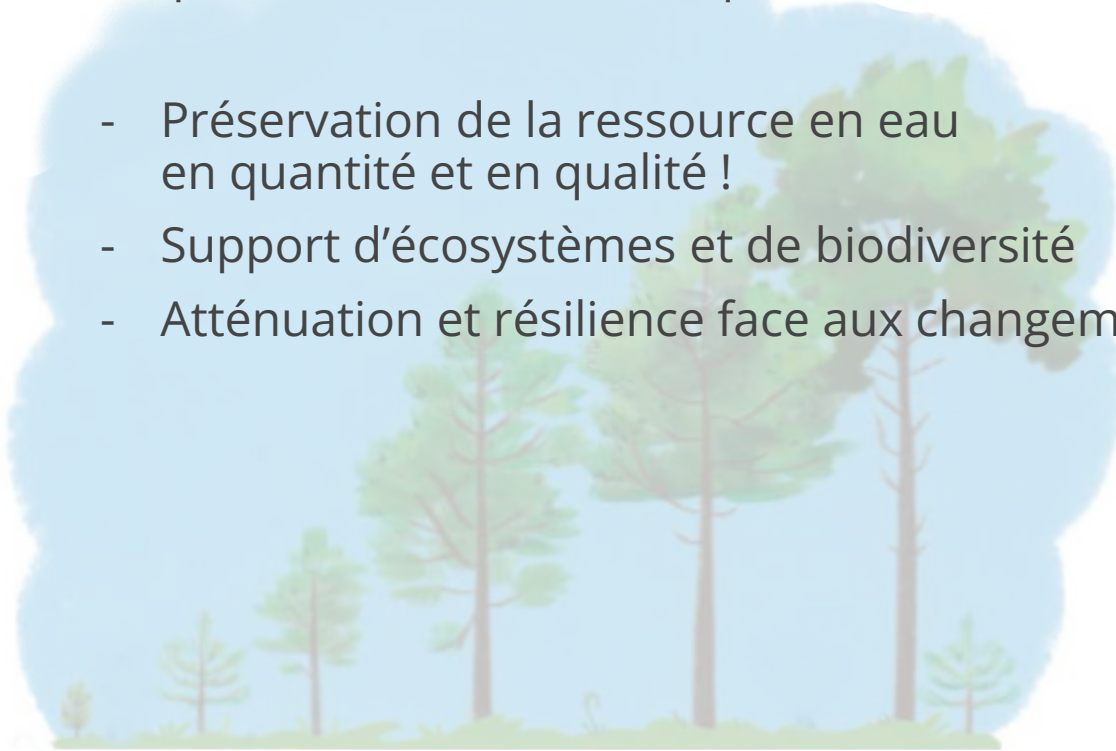 - Préservation de la ressource en eau
en quantité et en qualité !
- Support d’écosystèmes et de biodiversité
- Atténuation et résilience face aux